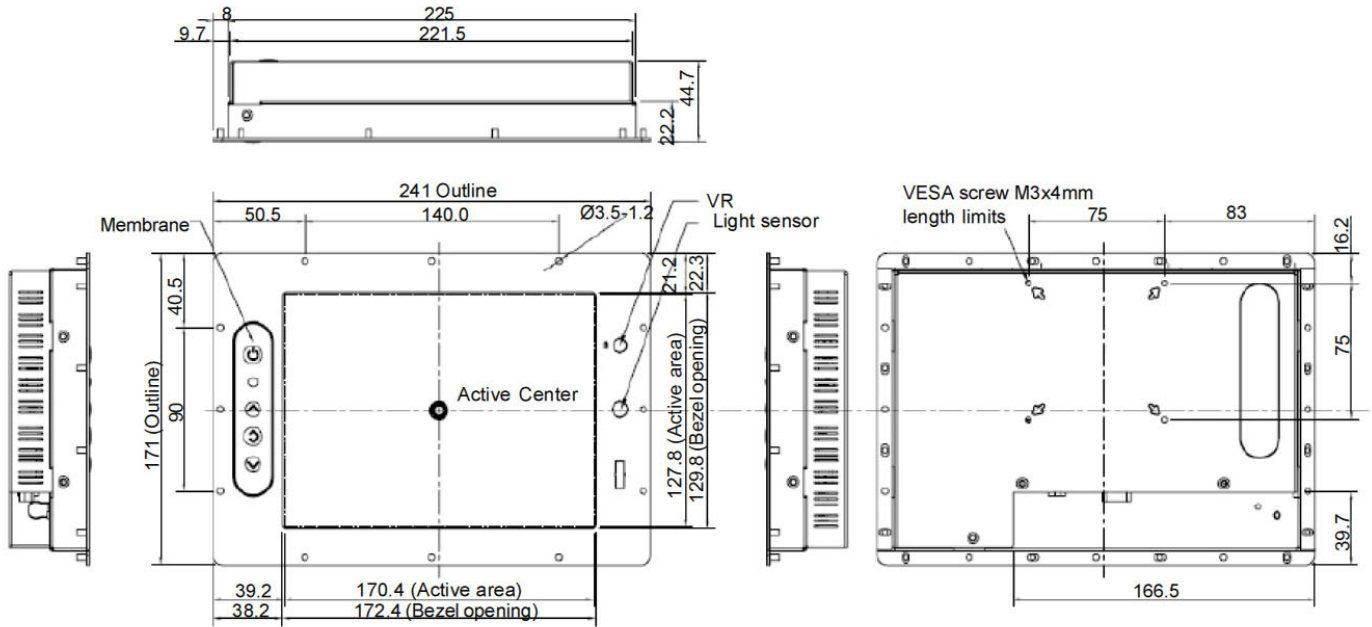 8
225
9.7
221.5
44.7
22.2
241 Outline
50.5
140.0
Ø3.5-1.2
VR
Light sensor
Membrane
VESA screw M3x4mm
length limits
75
83
16.2
40.5
21.2
22.3
171 (Outline)
90
Active Center
127.8 (Active area)
129.8 (Bezel opening)
75
39.7
39.2
170.4 (Active area)
38.2
172.4 (Bezel opening)
166.5